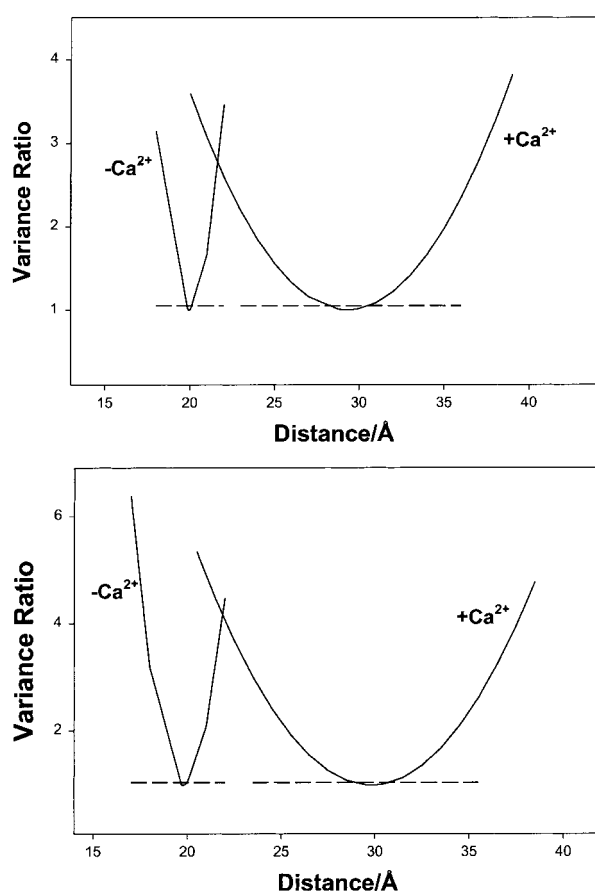 4
3
2
1
Variance Ratio
-Ca²⁺
+Ca²⁺
15 20 25 30 35 40
Distance/Å
6
4
2
Variance Ratio
-Ca²⁺
+Ca²⁺
15 20 25 30 35 40
Distance/Å